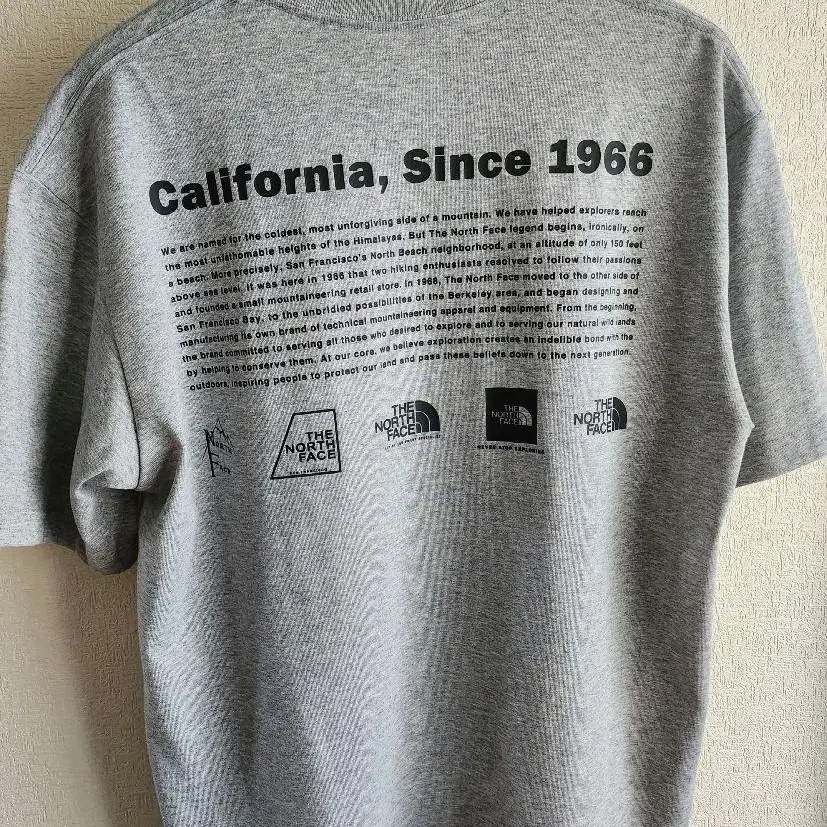 California, Since 1966
We are named for the coldest, most unforgiving side of a mountain. We have helped explorers reach
the most unfathomable heights of the Himalayas. But The North Face legend begins, ironically, on
a beach. More precisely, San Francisco's North Beach neighborhood, at an altitude of only 150 feet
above sea level. It was here in 1966 that two hiking enthusiasts resolved to follow their passions
and founded a small mountaineering retail store. In 1968, The North Face moved to the other side of
San Francisco Bay, to the unbridled possibilities of the Berkeley area, and began designing and
manufacturing its own brand of technical mountaineering apparel and equipment. From the beginning,
the brand committed to serving all those who desired to explore and to serving our natural wild lands
by helping to conserve them. At our core, we believe exploration creates an indelible bond with the
outdoors, inspiring people to protect our land and pass these beliefs down to the next generation.
North
Face
THE
NORTH
FACE
SAN FRANCISCO
THE
NORTH
FACE
THE
NORTH
FACE
NEVER STOP EXPLORING
THE
NORTH
FACE